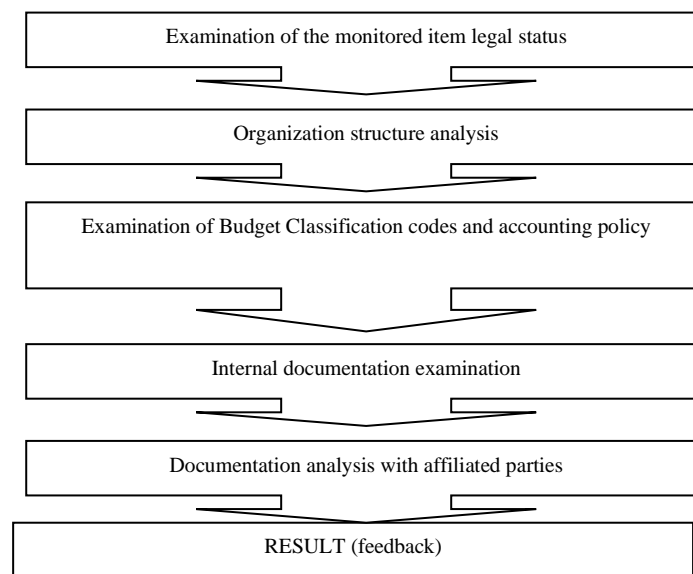 Examination of the monitored item legal status
Organization structure analysis
Examination of Budget Classification codes and accounting policy
Internal documentation examination
Documentation analysis with affiliated parties
RESULT (feedback)